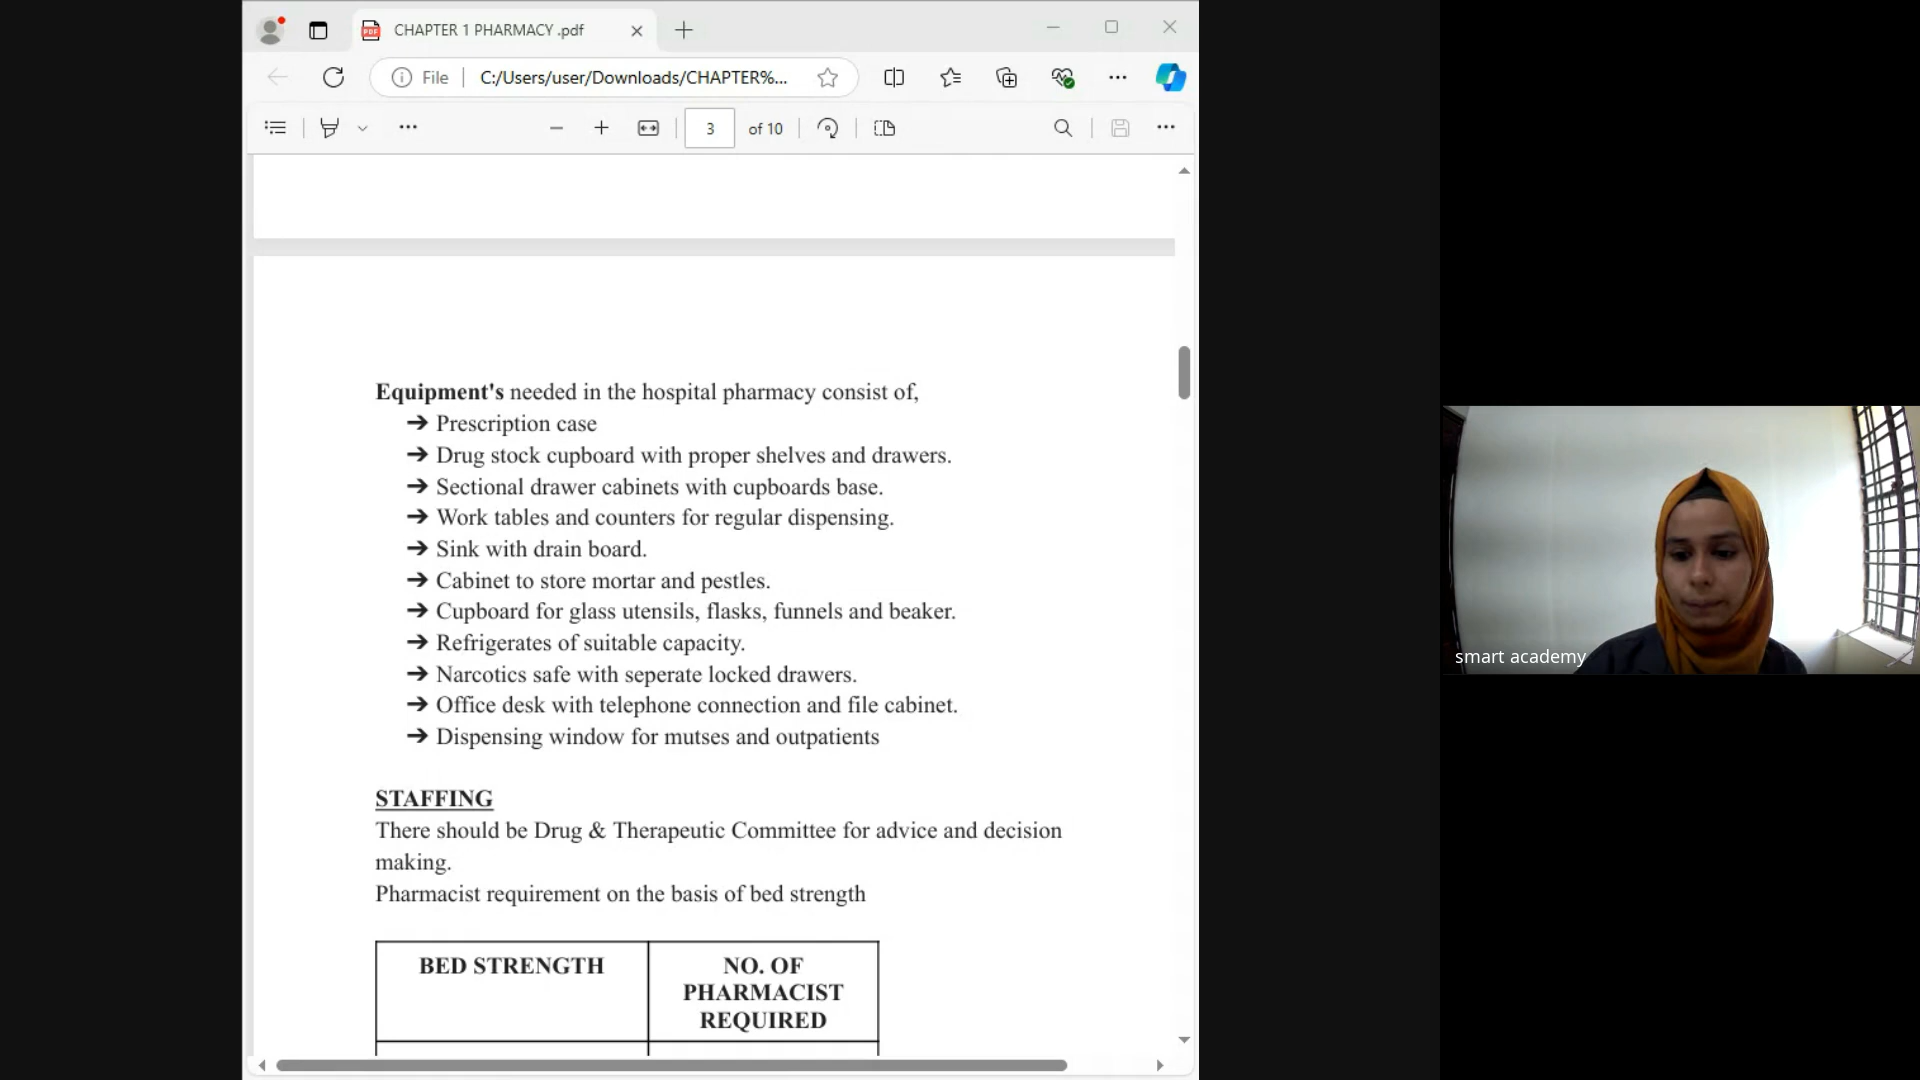 CHAPTER 1 PHARMACY .pdf
File
C:/Users/user/Downloads/CHAPTER%...
3 of 10
Equipment's needed in the hospital pharmacy consist of,
➔ Prescription case
➔ Drug stock cupboard with proper shelves and drawers.
➔ Sectional drawer cabinets with cupboards base.
➔ Work tables and counters for regular dispensing.
➔ Sink with drain board.
➔ Cabinet to store mortar and pestles.
➔ Cupboard for glass utensils, flasks, funnels and beaker.
➔ Refrigerates of suitable capacity.
➔ Narcotics safe with seperate locked drawers.
➔ Office desk with telephone connection and file cabinet.
➔ Dispensing window for mutses and outpatients
STAFFING
There should be Drug & Therapeutic Committee for advice and decision
making.
Pharmacist requirement on the basis of bed strength
BED STRENGTH
NO. OF
PHARMACIST
REQUIRED
smart academy